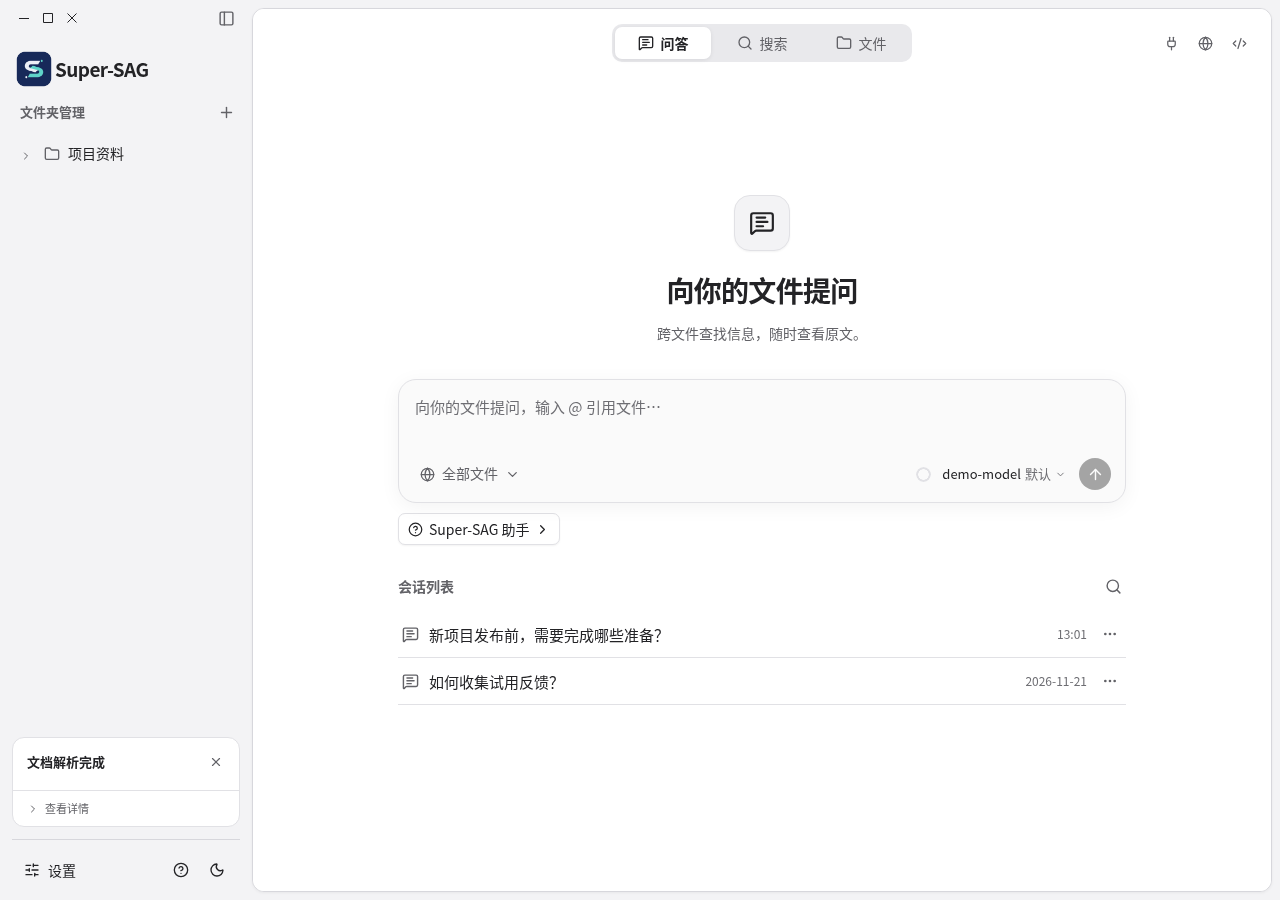 Super-SAG
文件夹管理
项目资料
文档解析完成
查看详情
设置
问答
搜索
文件
向你的文件提问
跨文件查找信息，随时查看原文。
向你的文件提问，输入 @ 引用文件…
全部文件
demo-model 默认
Super-SAG 助手
会话列表
新项目发布前，需要完成哪些准备？ 13:01
如何收集试用反馈？ 2026-11-21